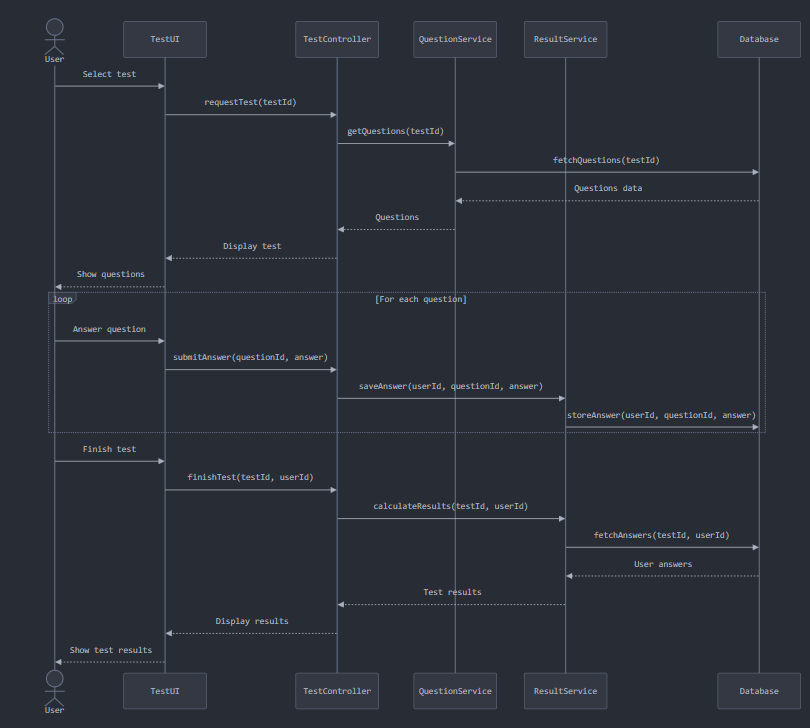 User
TestUI
TestController
QuestionService
ResultService
Database
Select test
requestTest(testId)
getQuestions(testId)
fetchQuestions(testId)
Questions data
Questions
Display test
Show questions
loop
[For each question]
Answer question
submitAnswer(questionId, answer)
saveAnswer(userId, questionId, answer)
storeAnswer(userId, questionId, answer)
Finish test
finishTest(testId, userId)
calculateResults(testId, userId)
fetchAnswers(testId, userId)
User answers
Test results
Display results
Show test results
User
TestUI
TestController
QuestionService
ResultService
Database